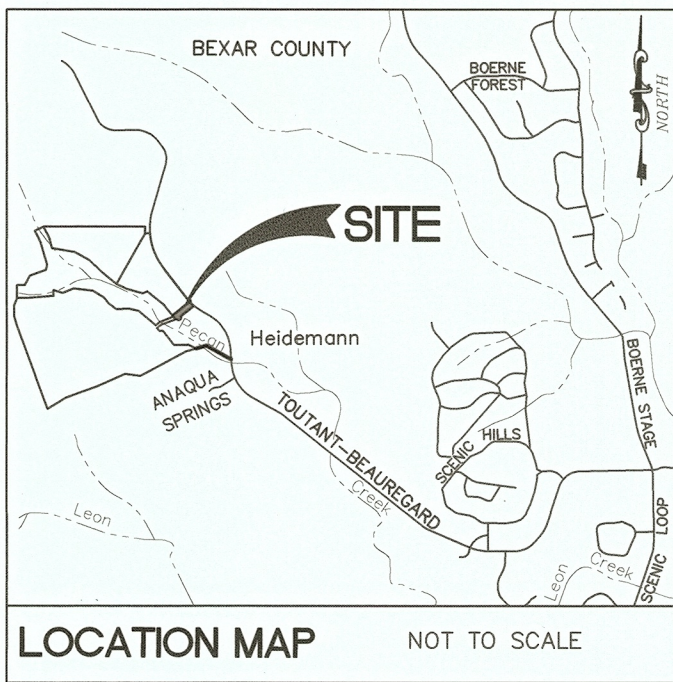 BEXAR COUNTY
BOERNE
FOREST
NORTH
SITE
Pecan
Heidemann
ANAQUA
SPRINGS
TOUTANT-BEAUREGARD
BOERNE STAGE
SCENIC HILLS
Creek
Leon
SCENIC LOOP
Leon Creek
LOCATION MAP
NOT TO SCALE